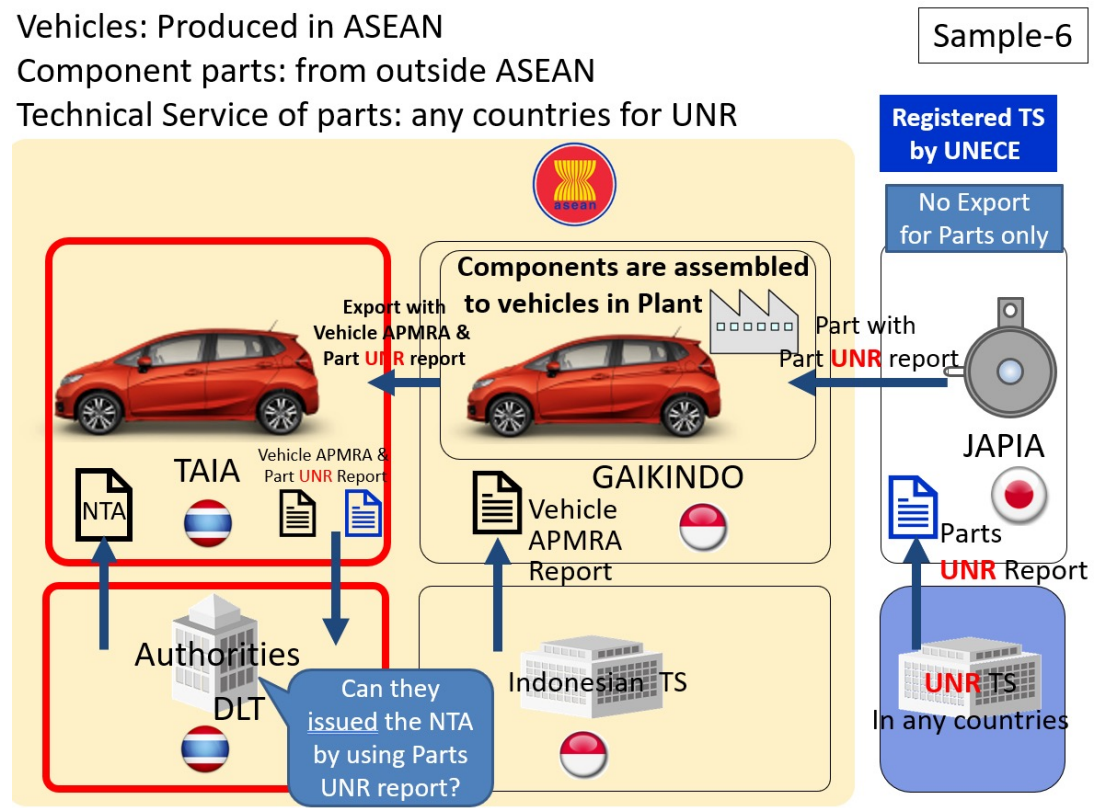 Vehicles: Produced in ASEAN
Component parts: from outside ASEAN
Technical Service of parts: any countries for UNR
Sample-6
Registered TS
by UNECE
No Export
for Parts only
asean
Components are assembled
to vehicles in Plant
Export with
Vehicle APMRA &
Part UNR report
Part with
Part UNR report
TAIA
Vehicle APMRA &
Part UNR Report
NTA
GAIKINDO
Vehicle
APMRA
Report
JAPIA
Parts
UNR Report
Authorities
DLT
Can they
issued the NTA
by using Parts
UNR report?
Indonesian TS
UNR TS
In any countries